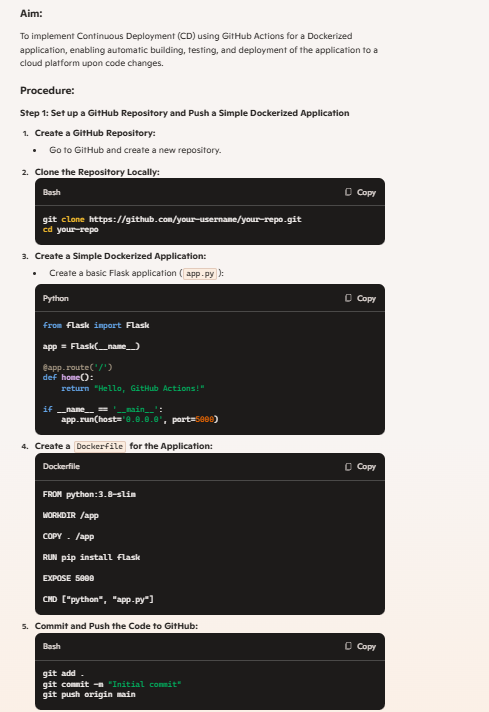 Aim:
To implement Continuous Deployment (CD) using GitHub Actions for a Dockerized
application, enabling automatic building, testing, and deployment of the application to a
cloud platform upon code changes.
Procedure:
Step 1: Set up a GitHub Repository and Push a Simple Dockerized Application
1. Create a GitHub Repository:
• Go to GitHub and create a new repository.
2. Clone the Repository Locally:
Bash Copy
git clone https://github.com/your-username/your-repo.git
cd your-repo
3. Create a Simple Dockerized Application:
• Create a basic Flask application (app.py):
Python Copy
from flask import Flask
app = Flask(__name__)
@app.route('/')
def home():
    return "Hello, GitHub Actions!"
if __name__ == '__main__':
    app.run(host='0.0.0.0', port=5000)
4. Create a Dockerfile for the Application:
Dockerfile Copy
FROM python:3.8-slim
WORKDIR /app
COPY . /app
RUN pip install flask
EXPOSE 5000
CMD ["python", "app.py"]
5. Commit and Push the Code to GitHub:
Bash Copy
git add .
git commit -m "Initial commit"
git push origin main